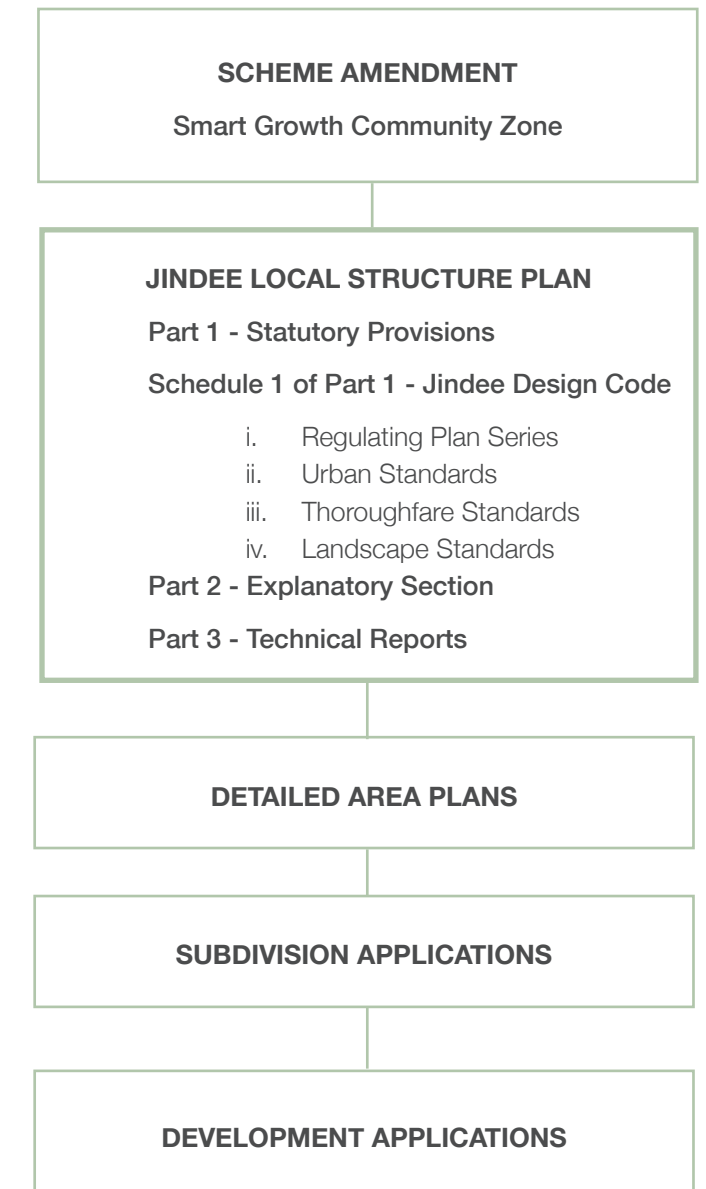 SCHEME AMENDMENT
Smart Growth Community Zone
JINDEE LOCAL STRUCTURE PLAN
Part 1 - Statutory Provisions
Schedule 1 of Part 1 - Jindee Design Code
i. Regulating Plan Series
ii. Urban Standards
iii. Thoroughfare Standards
iv. Landscape Standards
Part 2 - Explanatory Section
Part 3 - Technical Reports
DETAILED AREA PLANS
SUBDIVISION APPLICATIONS
DEVELOPMENT APPLICATIONS